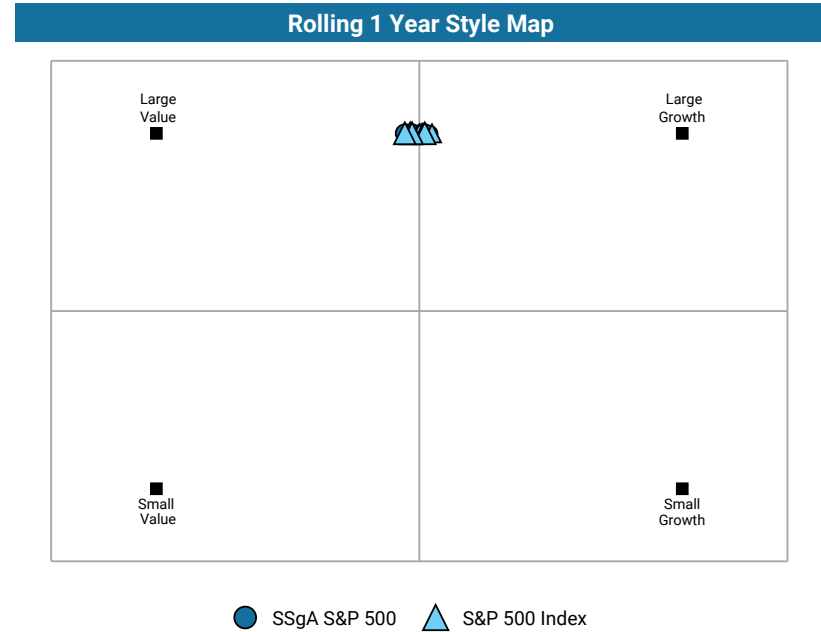 Rolling 1 Year Style Map
Large
Value
Large
Growth
Small
Value
Small
Growth
SSgA S&P 500
S&P 500 Index